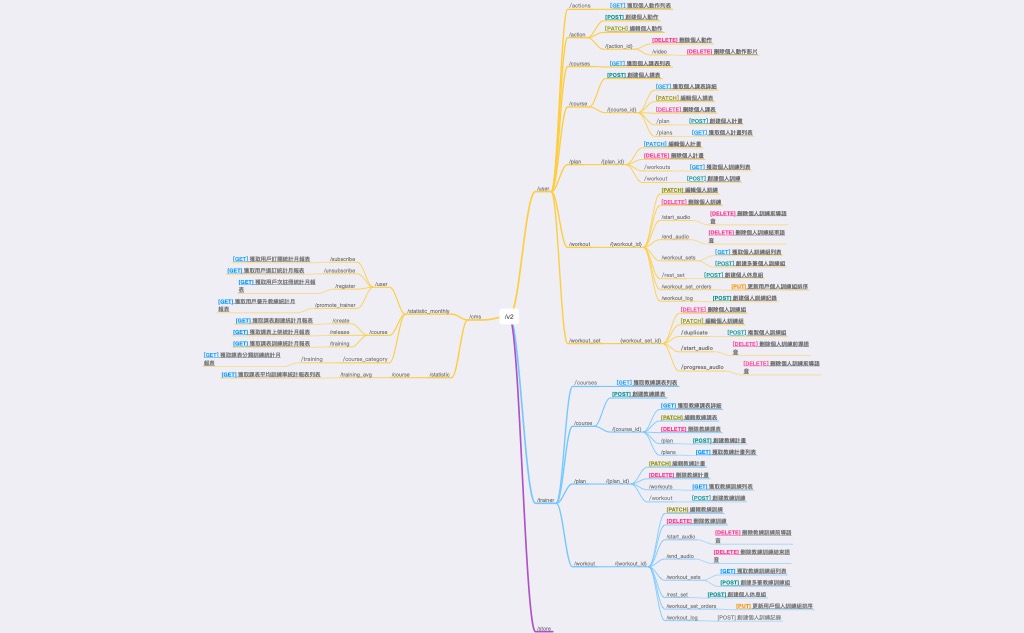 /v2
/user
/actions
[GET] 獲取個人動作列表
/action
[POST] 創建個人動作
[PATCH] 編輯個人動作
/{action_id}
[DELETE] 刪除個人動作
/video
[DELETE] 刪除個人動作影片
/courses
[GET] 獲取個人課表列表
/course
[POST] 創建個人課表
/{course_id}
[GET] 獲取個人課表詳細
[PATCH] 編輯個人課表
[DELETE] 刪除個人課表
/plan
[POST] 創建個人計畫
/plans
[GET] 獲取個人計畫列表
/plan
/{plan_id}
[PATCH] 編輯個人計畫
[DELETE] 刪除個人計畫
/workouts
[GET] 獲取個人訓練列表
/workout
[POST] 創建個人訓練
/workout
/{workout_id}
[PATCH] 編輯個人訓練
[DELETE] 刪除個人訓練
/start_audio
[DELETE] 刪除個人訓練前導語
音
/end_audio
[DELETE] 刪除個人訓練結束語
音
/workout_sets
[GET] 獲取個人訓練組列表
[POST] 創建多筆個人訓練組
/rest_set
[POST] 創建個人休息組
/workout_set_orders
[PUT] 更新用戶個人訓練組排序
/workout_log
[POST] 創建個人訓練記錄
/workout_set
/{workout_set_id}
[DELETE] 刪除個人訓練組
[PATCH] 編輯個人訓練組
/duplicate
[POST] 複製個人訓練組
/start_audio
[DELETE] 刪除個人訓練前導語
音
/progress_audio
[DELETE] 刪除個人訓練前導語
音
/trainer
/courses
[GET] 獲取教練課表列表
/course
[POST] 創建教練課表
/{course_id}
[GET] 獲取教練課表詳細
[PATCH] 編輯教練課表
[DELETE] 刪除教練課表
/plan
[POST] 創建教練計畫
/plans
[GET] 獲取教練計畫列表
/plan
/{plan_id}
[PATCH] 編輯教練計畫
[DELETE] 刪除教練計畫
/workouts
[GET] 獲取教練訓練列表
/workout
[POST] 創建教練訓練
/workout
/{workout_id}
[PATCH] 編輯教練訓練
[DELETE] 刪除教練訓練
/start_audio
[DELETE] 刪除教練訓練前導語
音
/end_audio
[DELETE] 刪除教練訓練結束語
音
/workout_sets
[GET] 獲取教練訓練組列表
[POST] 創建多筆教練訓練組
/rest_set
[POST] 創建個人休息組
/workout_set_orders
[PUT] 更新用戶個人訓練組排序
/workout_log
[POST] 創建個人訓練記錄
/store
/cms
/statistic_monthly
/user
/subscribe
[GET] 獲取用戶訂閱統計月報表
/unsubscribe
[GET] 獲取用戶退訂統計月報表
/register
[GET] 獲取用戶次註冊統計月報
表
/promote_trainer
[GET] 獲取用戶晉升教練統計月
報表
/course
/create
[GET] 獲取課表創建統計月報表
/release
[GET] 獲取課表上架統計月報表
/training
[GET] 獲取課表訓練統計月報表
/course_category
/training
[GET] 獲取課表分類訓練統計月
報表
/statistic
/course
/training_avg
[GET] 獲取課表平均訓練率統計報表列表